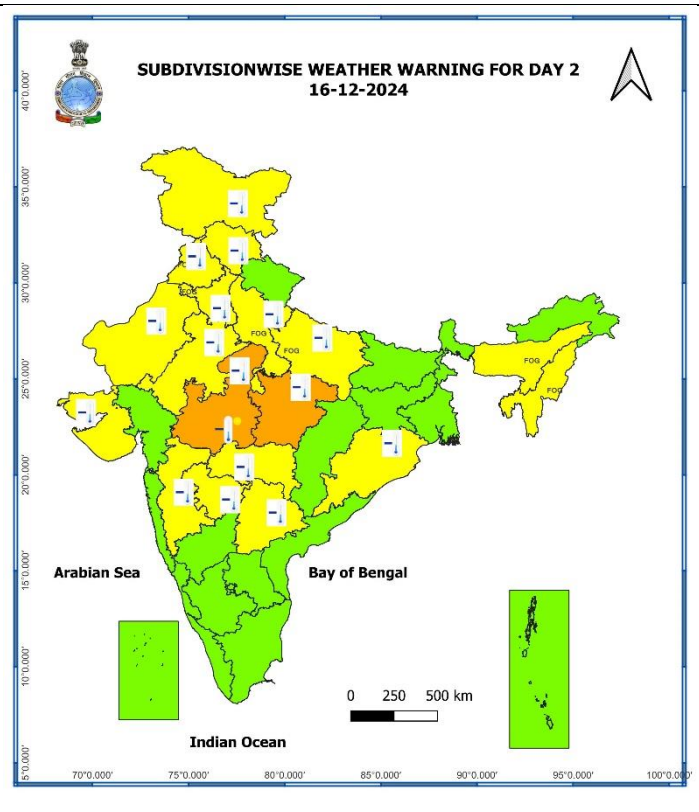 SUBDIVISIONWISE WEATHER WARNING FOR DAY 2
16-12-2024
40°0.000'
35°0.000'
30°0.000'
25°0.000'
20°0.000'
15°0.000'
10°0.000'
5°0.000'
FOG
FOG
FOG
FOG
FOG
Arabian Sea
Bay of Bengal
0 250 500 km
Indian Ocean
70°0.000' 75°0.000' 80°0.000' 85°0.000' 90°0.000' 95°0.000' 100°0.000'